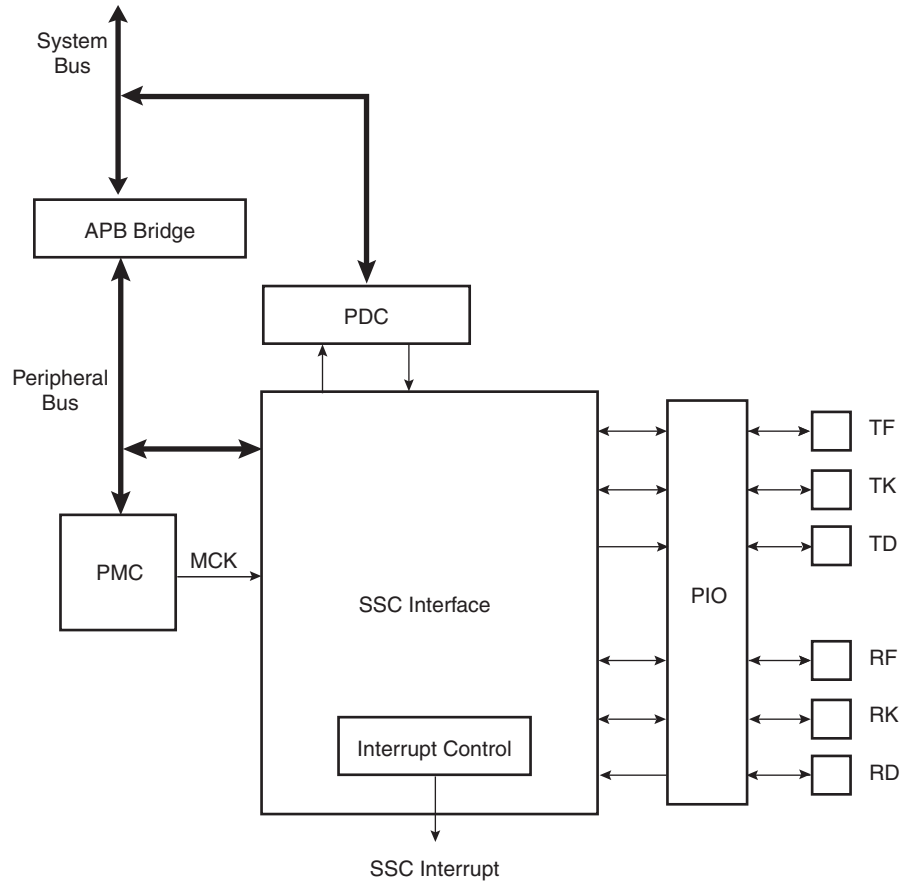 System
Bus
APB Bridge
PDC
Peripheral
Bus
PMC
MCK
SSC Interface
PIO
TF
TK
TD
RF
RK
RD
Interrupt Control
SSC Interrupt